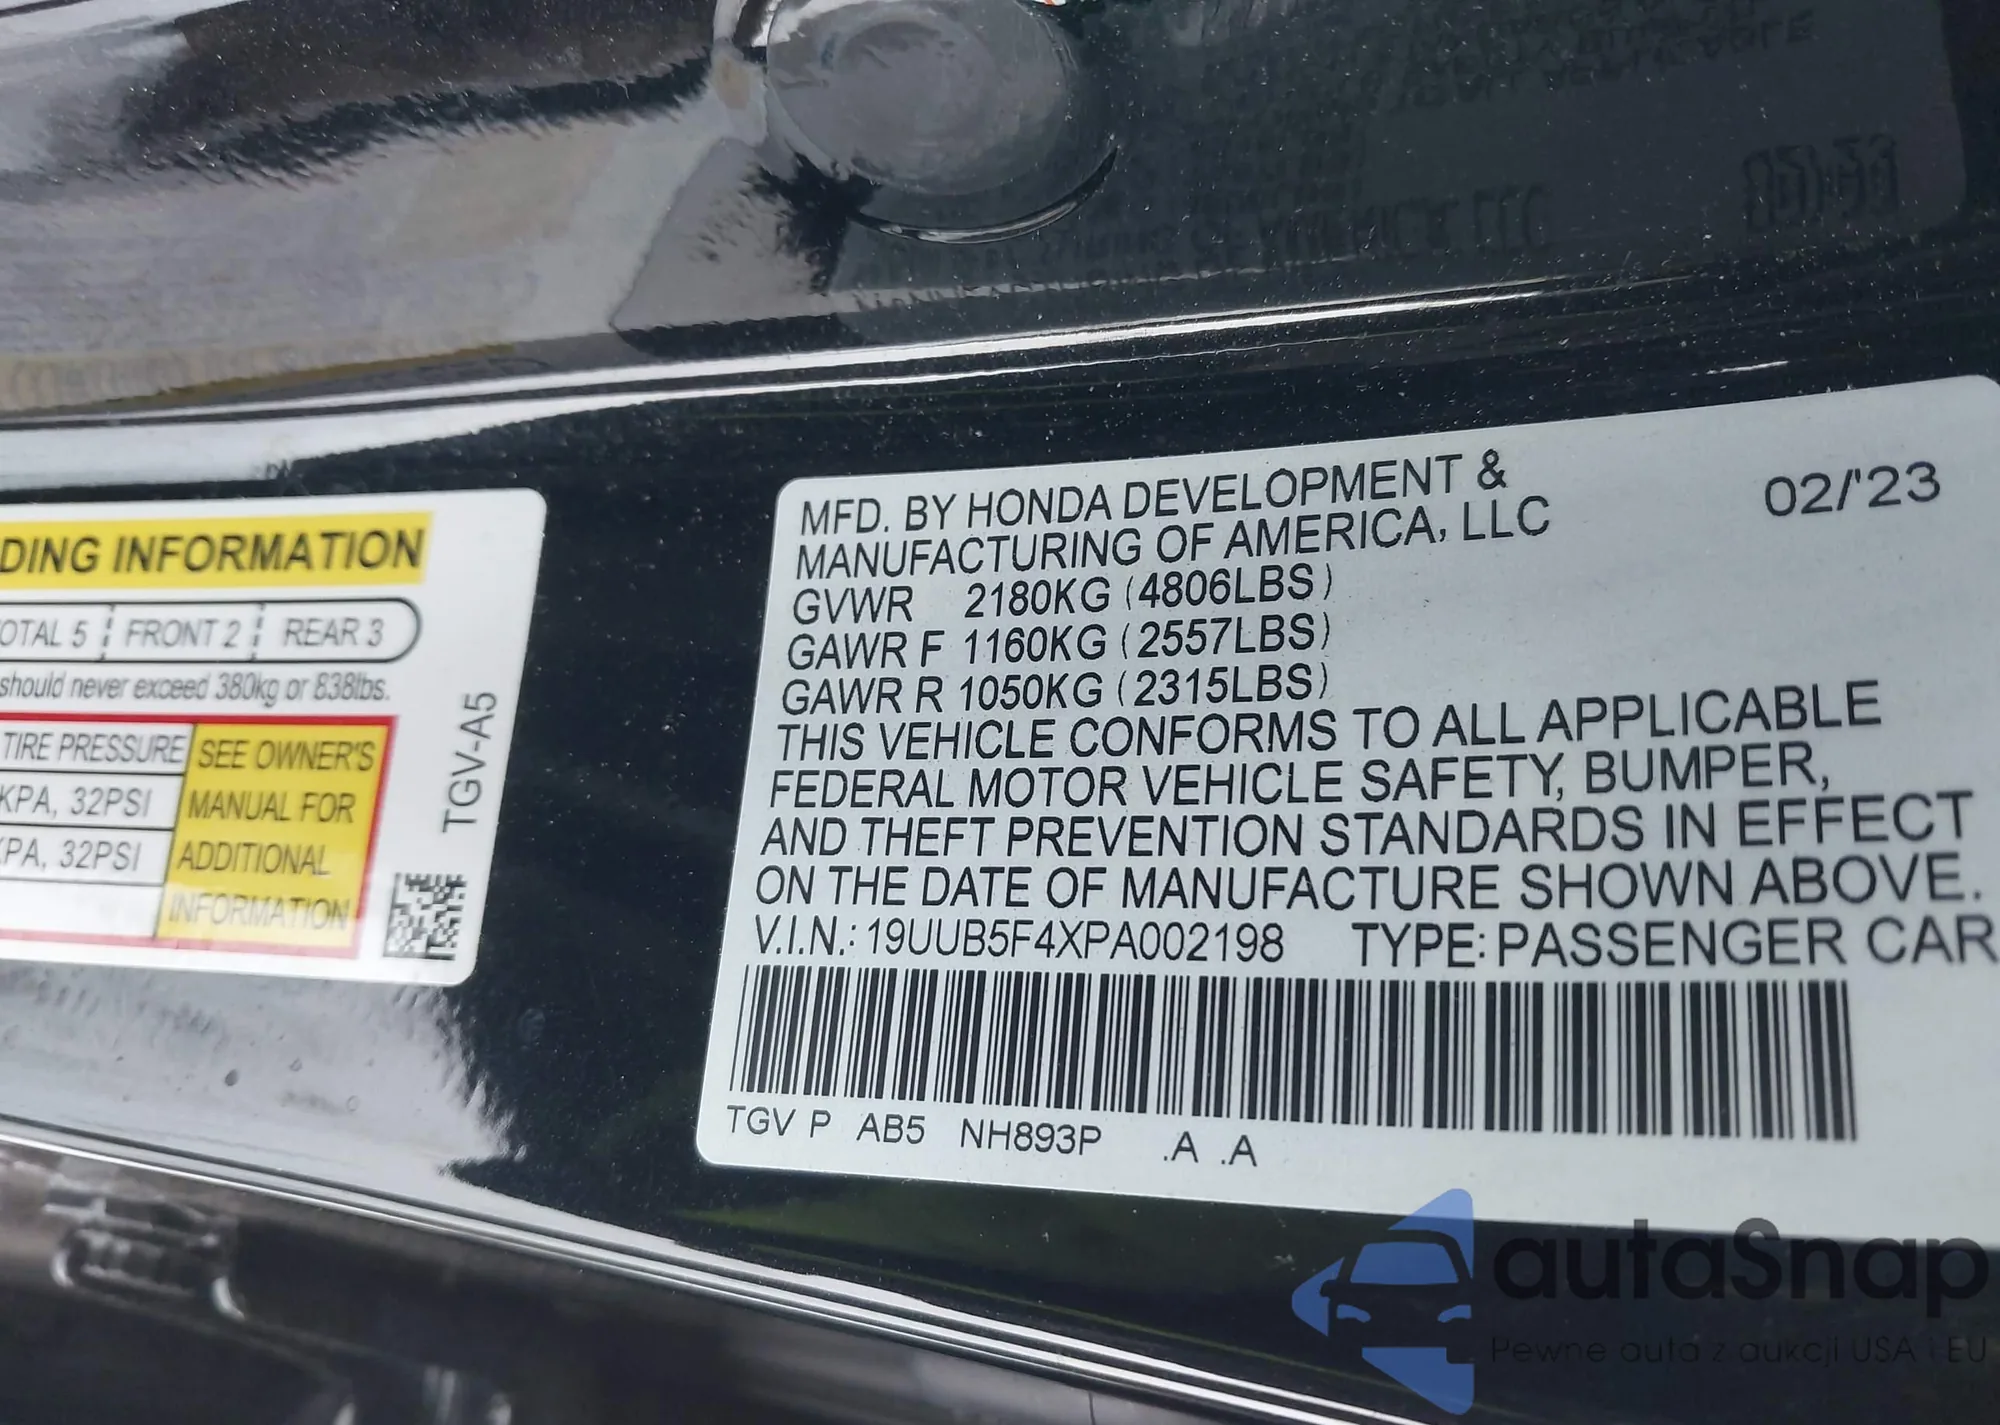 DING INFORMATION
OTAL 5 FRONT 2 REAR 3
should never exceed 380kg or 838lbs.
TIRE PRESSURE
KPA, 32PSI
KPA, 32PSI
SEE OWNER'S
MANUAL FOR
ADDITIONAL
INFORMATION
TGV-A5
MFD. BY HONDA DEVELOPMENT &
MANUFACTURING OF AMERICA, LLC
02/'23
GVWR 2180KG (4806LBS)
GAWR F 1160KG (2557LBS)
GAWR R 1050KG (2315LBS)
THIS VEHICLE CONFORMS TO ALL APPLICABLE
FEDERAL MOTOR VEHICLE SAFETY, BUMPER,
AND THEFT PREVENTION STANDARDS IN EFFECT
ON THE DATE OF MANUFACTURE SHOWN ABOVE.
V.I.N.: 19UUB5F4XPA002198 TYPE: PASSENGER CAR
TGV P AB5 NH893P .A .A
autaSnap
Pewne auta z aukcji USA i EU